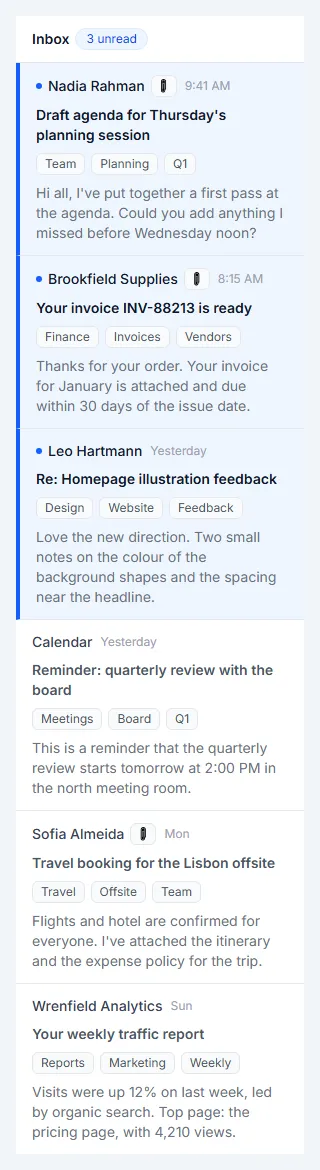 Inbox 3 unread
Nadia Rahman 9:41 AM
Draft agenda for Thursday's
planning session
Team Planning Q1
Hi all, I've put together a first pass at
the agenda. Could you add anything I
missed before Wednesday noon?
Brookfield Supplies 8:15 AM
Your invoice INV-88213 is ready
Finance Invoices Vendors
Thanks for your order. Your invoice
for January is attached and due
within 30 days of the issue date.
Leo Hartmann Yesterday
Re: Homepage illustration feedback
Design Website Feedback
Love the new direction. Two small
notes on the colour of the
background shapes and the spacing
near the headline.
Calendar Yesterday
Reminder: quarterly review with the
board
Meetings Board Q1
This is a reminder that the quarterly
review starts tomorrow at 2:00 PM in
the north meeting room.
Sofia Almeida Mon
Travel booking for the Lisbon offsite
Travel Offsite Team
Flights and hotel are confirmed for
everyone. I've attached the itinerary
and the expense policy for the trip.
Wrenfield Analytics Sun
Your weekly traffic report
Reports Marketing Weekly
Visits were up 12% on last week, led
by organic search. Top page: the
pricing page, with 4,210 views.